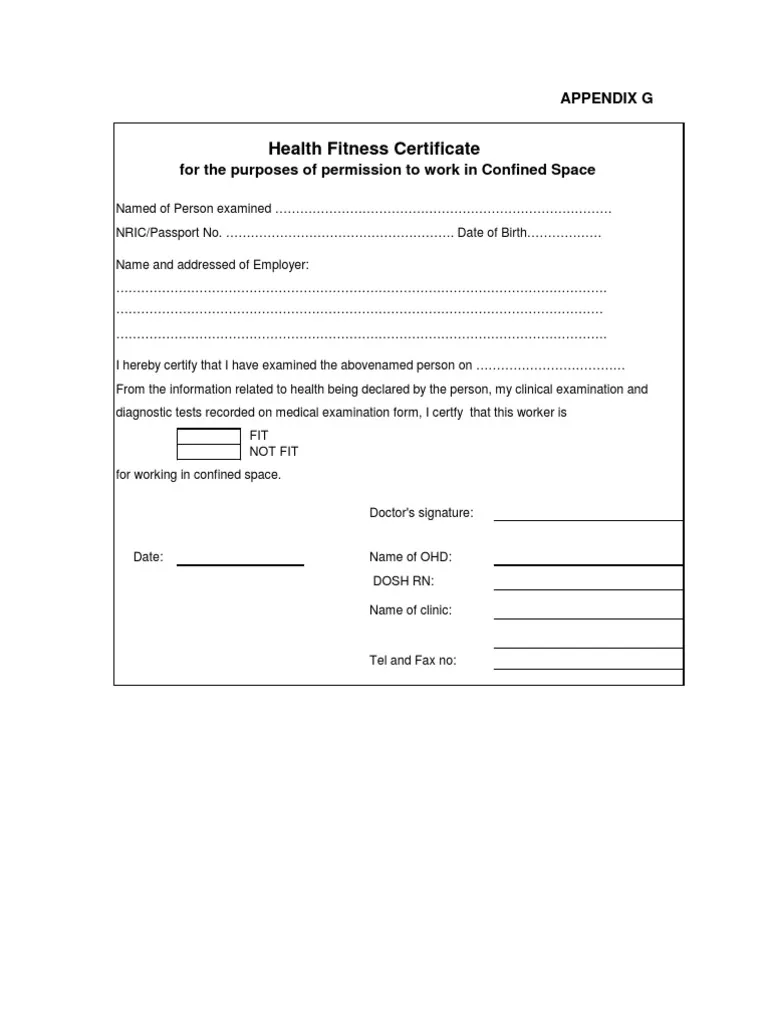 APPENDIX G
Health Fitness Certificate
for the purposes of permission to work in Confined Space
Named of Person examined ………………………………………………………………………
NRIC/Passport No. ………………………………………………. Date of Birth………………
Name and addressed of Employer:
………………………………………………………………………………………………………
………………………………………………………………………………………………………
………………………………………………………………………………………………………
I hereby certify that I have examined the abovenamed person on ………………………………
From the information related to health being declared by the person, my clinical examination and
diagnostic tests recorded on medical examination form, I certfy that this worker is
FIT
NOT FIT
for working in confined space.
Doctor's signature:
Date: Name of OHD:
DOSH RN:
Name of clinic:
Tel and Fax no: